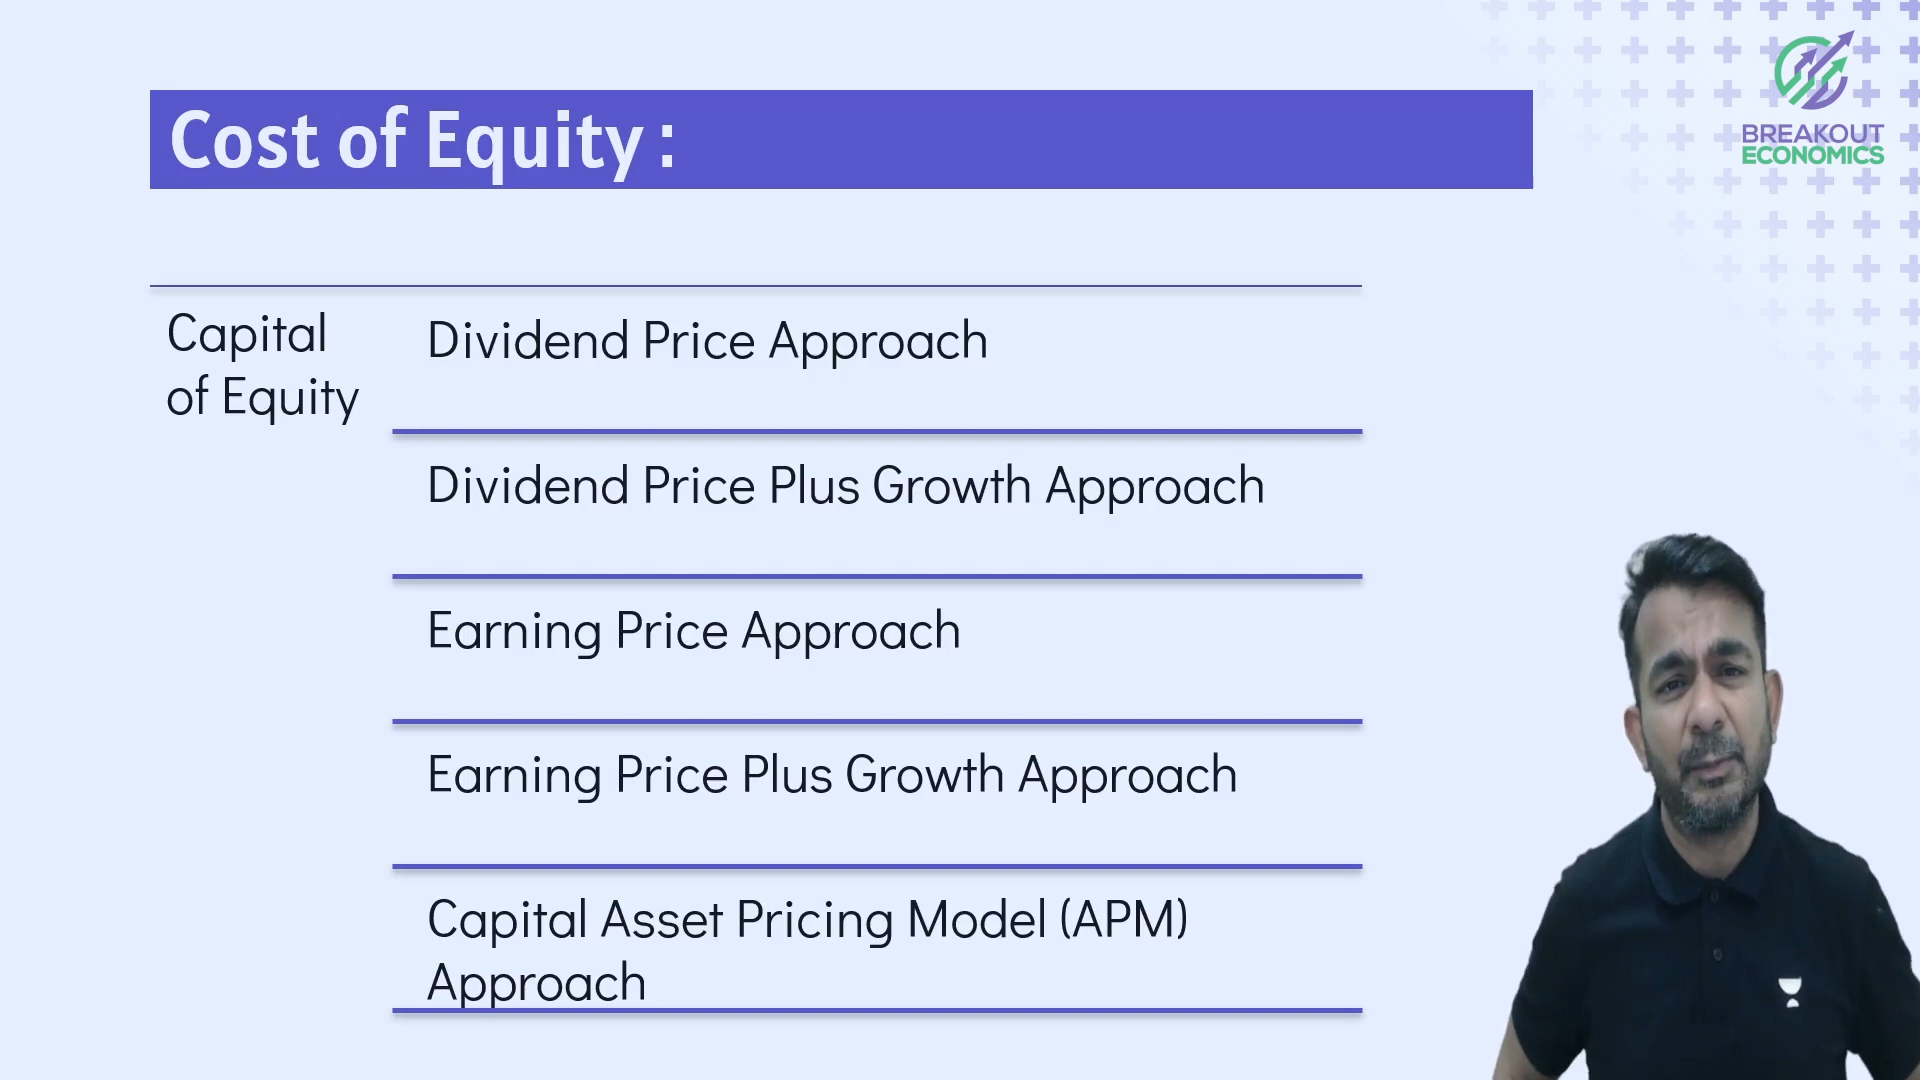 Cost of Equity :
BREAKOUT
ECONOMICS
Capital
of Equity
Dividend Price Approach
Dividend Price Plus Growth Approach
Earning Price Approach
Earning Price Plus Growth Approach
Capital Asset Pricing Model (APM)
Approach